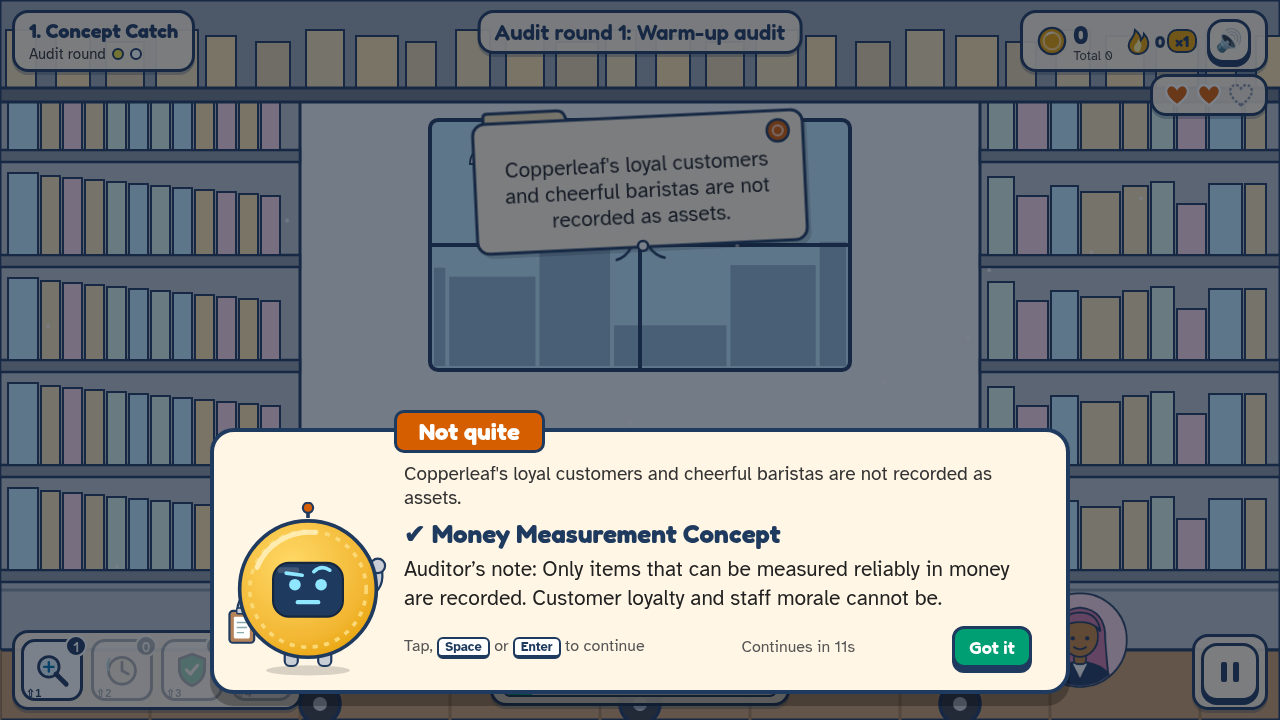 1. Concept Catch
Audit round
Audit round 1: Warm-up audit
0
Total 0
0
x1
Copperleaf's loyal customers
and cheerful baristas are not
recorded as assets.
Not quite
Copperleaf's loyal customers and cheerful baristas are not recorded as
assets.
✔ Money Measurement Concept
Auditor's note: Only items that can be measured reliably in money
are recorded. Customer loyalty and staff morale cannot be.
Tap, Space or Enter to continue
Continues in 11s
Got it
1
⇧1
0
⇧2
⇧3